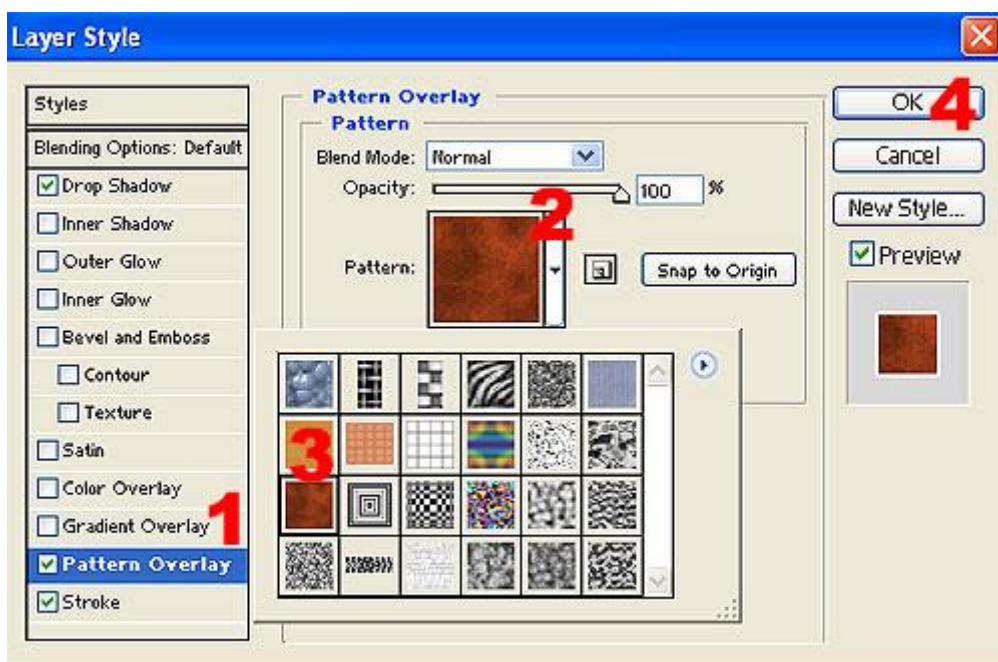 Layer Style
Styles
Blending Options: Default
Drop Shadow
Inner Shadow
Outer Glow
Inner Glow
Bevel and Emboss
Contour
Texture
Satin
Color Overlay
Gradient Overlay
1
Pattern Overlay
Stroke
Pattern Overlay
Pattern
Blend Mode: Normal
Opacity: 100 %
2
Pattern: Snap to Origin
3
OK 4
Cancel
New Style...
Preview